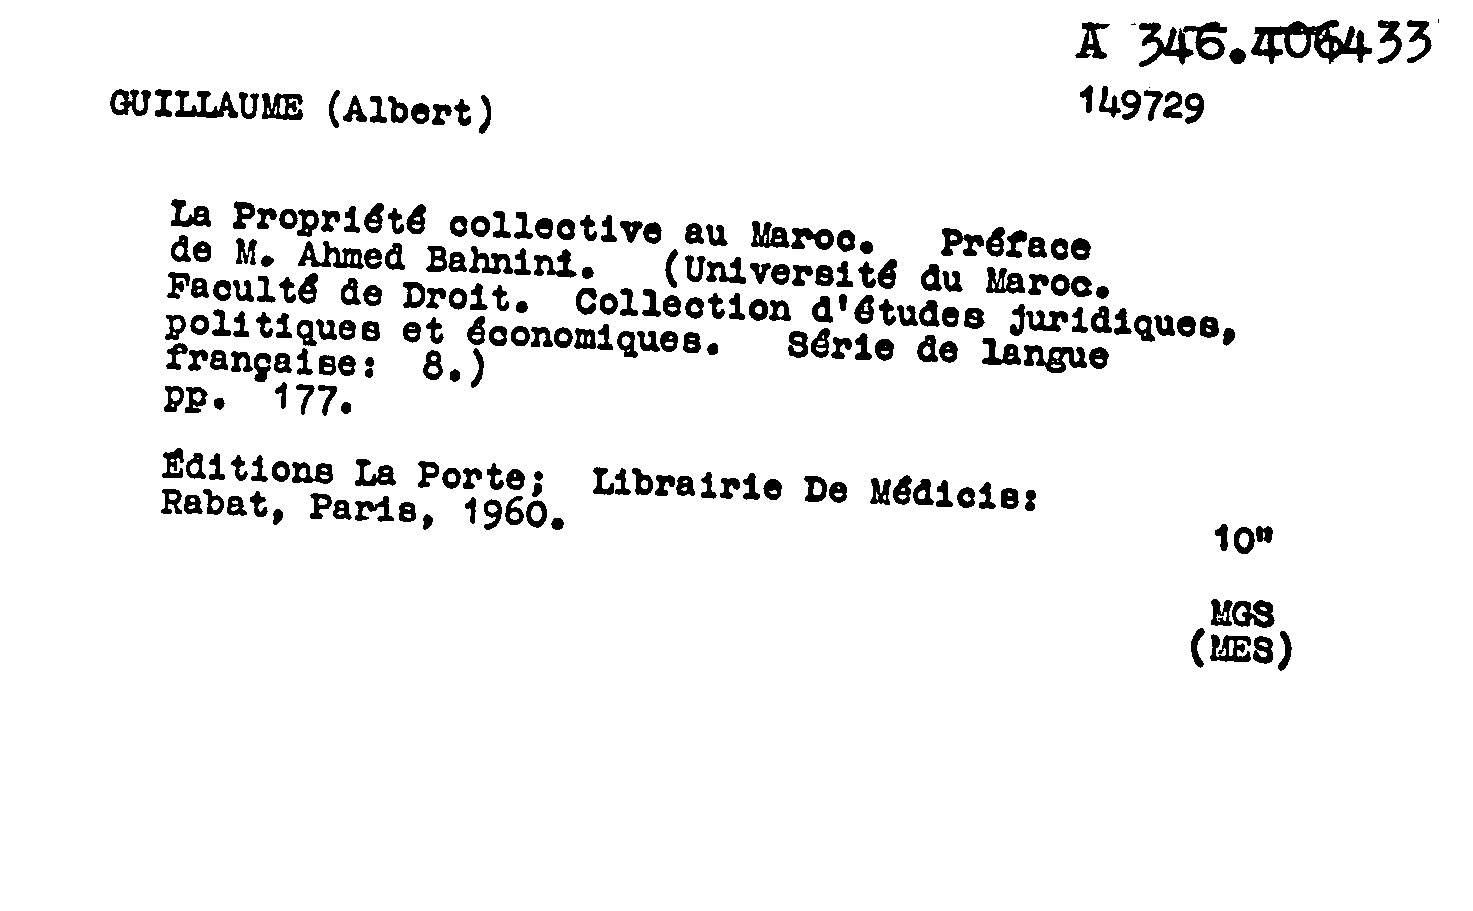 A 346.406433
GUILLAUME (Albert)
149729
La Propriété collective au Maroc. Préface
de M. Ahmed Bahnini. (Université du Maroc.
Faculté de Droit. Collection d'études juridiques,
politiques et économiques. Série de langue
française: 8.)
pp. 177.
Éditions La Porte; Librairie De Médicis:
Rabat, Paris, 1960.
10"
MGS
(MES)